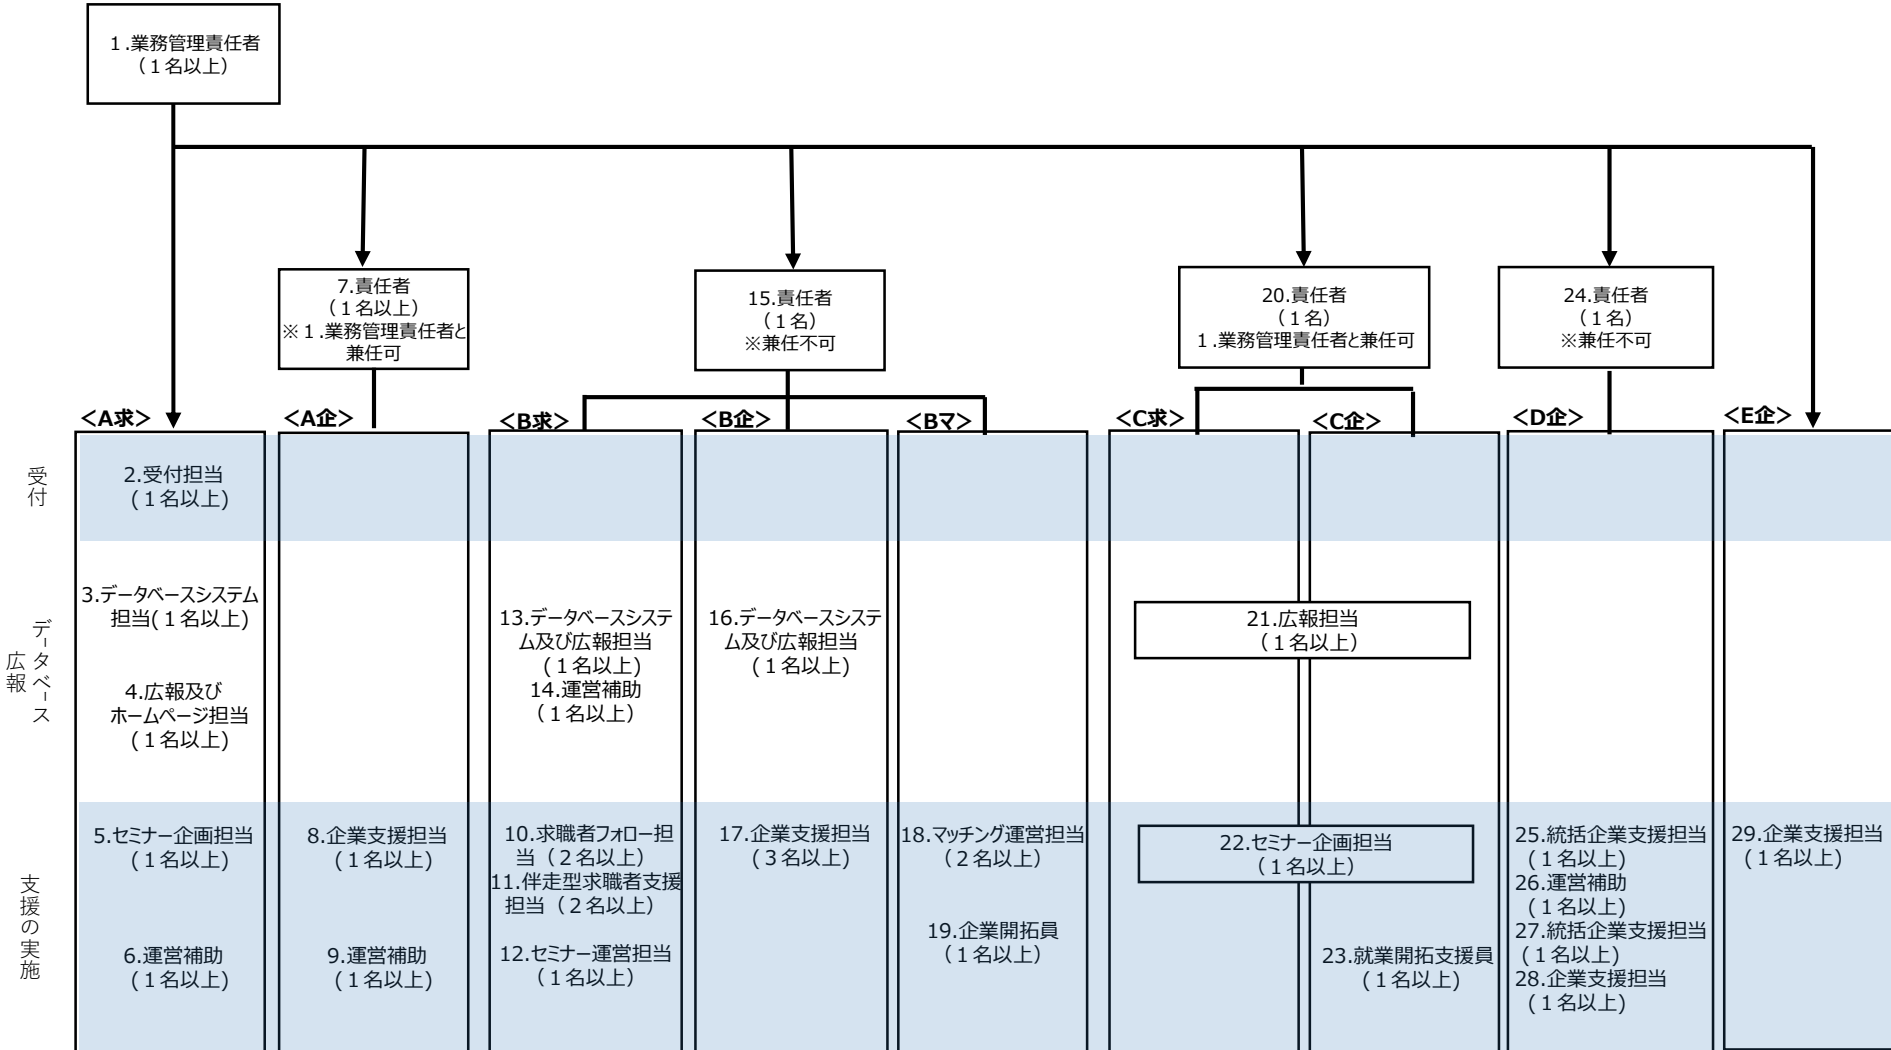 １.業務管理責任者
（１名以上）
7.責任者
（１名以上）
※１.業務管理責任者と
兼任可
15.責任者
（１名）
※兼任不可
20.責任者
（１名）
１.業務管理責任者と兼任可
24.責任者
（１名）
※兼任不可
＜A求＞
＜A企＞
＜B求＞
＜B企＞
＜Bマ＞
＜C求＞
＜C企＞
＜D企＞
＜E企＞
受付
2.受付担当
(１名以上)
データベース
広報
3.データベースシステム
担当(１名以上)
4.広報及び
ホームページ担当
(１名以上)
13.データベースシステ
ム及び広報担当
(１名以上)
14.運営補助
（１名以上）
16.データベースシステ
ム及び広報担当
(１名以上)
21.広報担当
(１名以上)
支援の実施
5.セミナー企画担当
(１名以上)
6.運営補助
(１名以上)
8.企業支援担当
(１名以上)
9.運営補助
(１名以上)
10.求職者フォロー担
当（２名以上）
11.伴走型求職者支援
担当（２名以上）
12.セミナー運営担当
(１名以上)
17.企業支援担当
(３名以上)
18.マッチング運営担当
(２名以上)
19.企業開拓員
(１名以上)
22.セミナー企画担当
(１名以上)
23.就業開拓支援員
(１名以上)
25.統括企業支援担当
(１名以上)
26.運営補助
(１名以上)
27.統括企業支援担当
(１名以上)
28.企業支援担当
(１名以上)
29.企業支援担当
(１名以上)